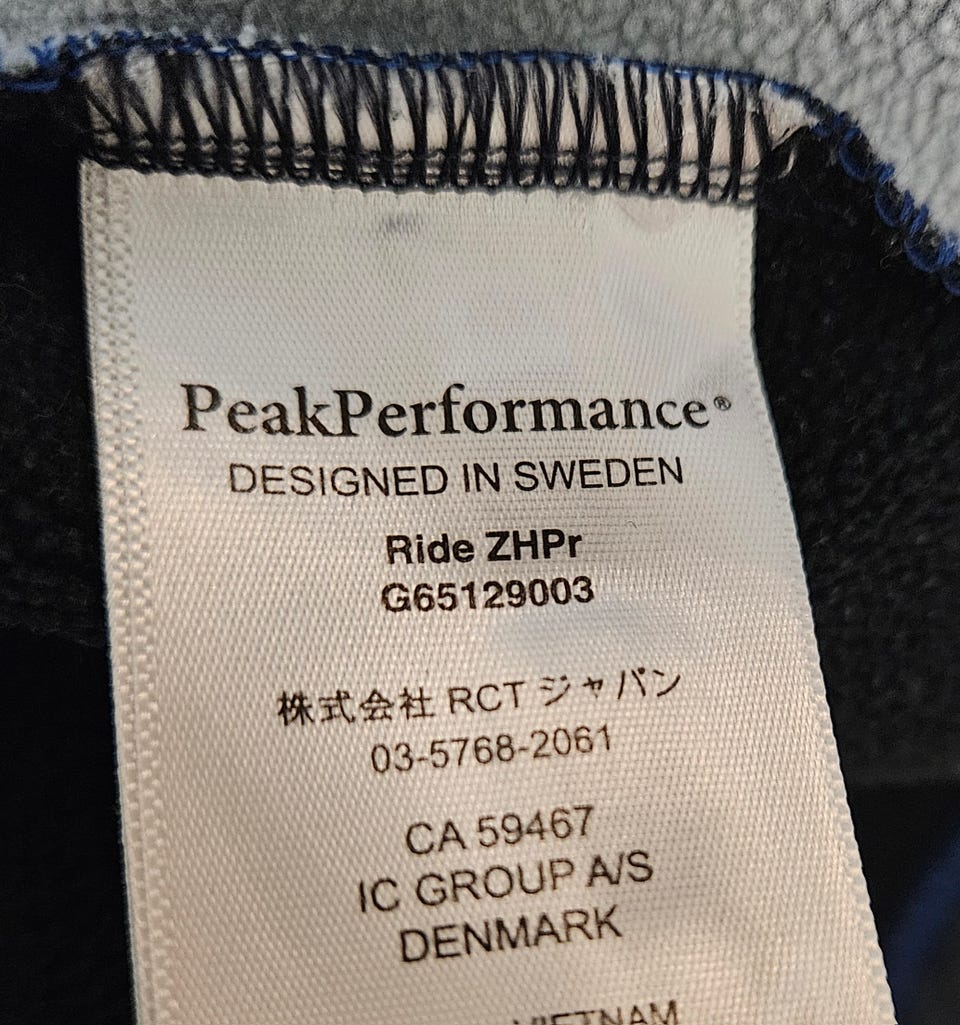 PeakPerformance®
DESIGNED IN SWEDEN
Ride ZHPr
G65129003
株式会社 RCT ジャパン
03-5768-2061
CA 59467
IC GROUP A/S
DENMARK
VIETNAM